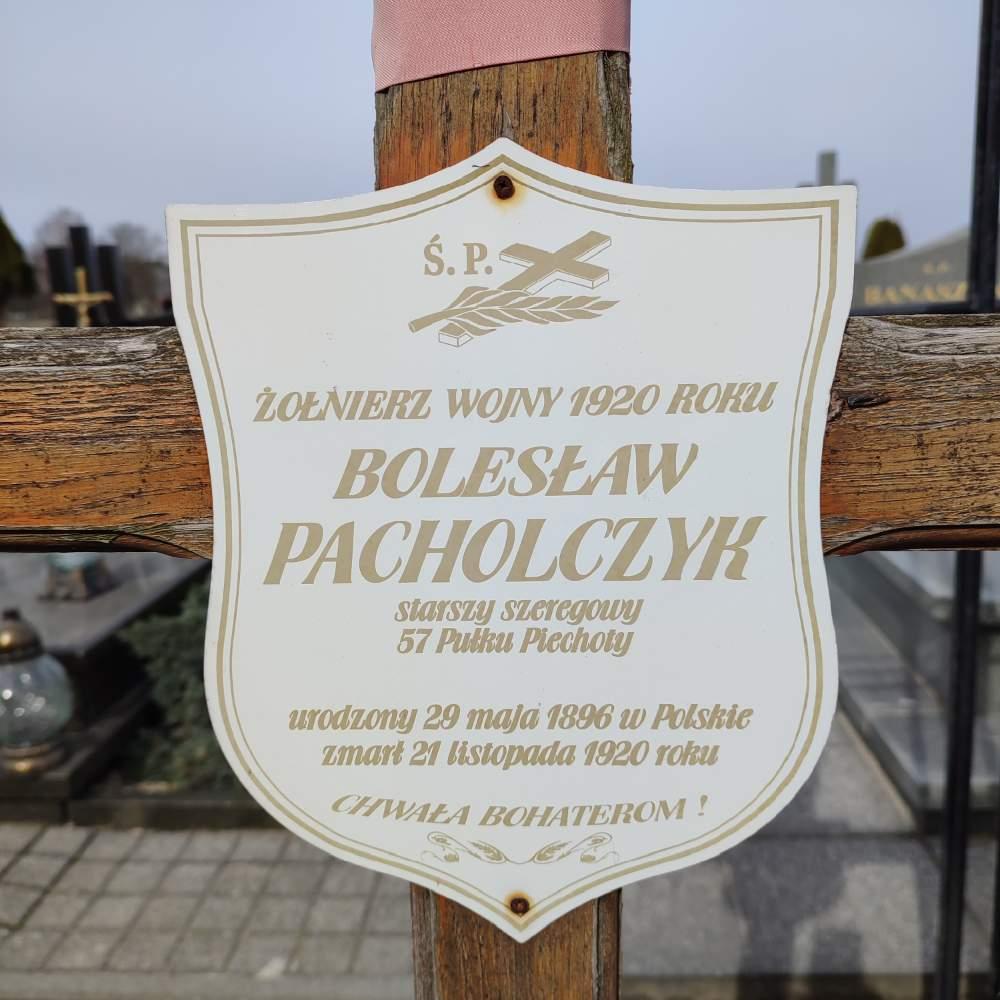 Ś. P.
ŻOŁNIERZ WOJNY 1920 ROKU
BOLESŁAW
PACHOLCZYK
starszy szeregowy
57 Pułku Piechoty
urodzony 29 maja 1896 w Polskie
zmarł 21 listopada 1920 roku
CHWAŁA BOHATEROM !